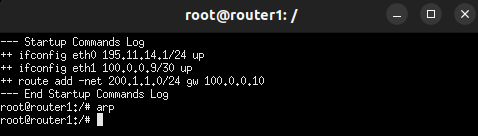 root@router1: /
--- Startup Commands Log
++ ifconfig eth0 195.11.14.1/24 up
++ ifconfig eth1 100.0.0.9/30 up
++ route add -net 200.1.1.0/24 gw 100.0.0.10
--- End Startup Commands Log
root@router1:/# arp
root@router1:/#